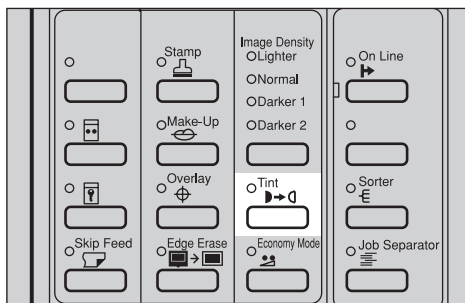 Stamp
Make-Up
Overlay
Skip Feed
Edge Erase
Image Density
Lighter
Normal
Darker 1
Darker 2
Tint
Economy Mode
On Line
Sorter
Job Separator